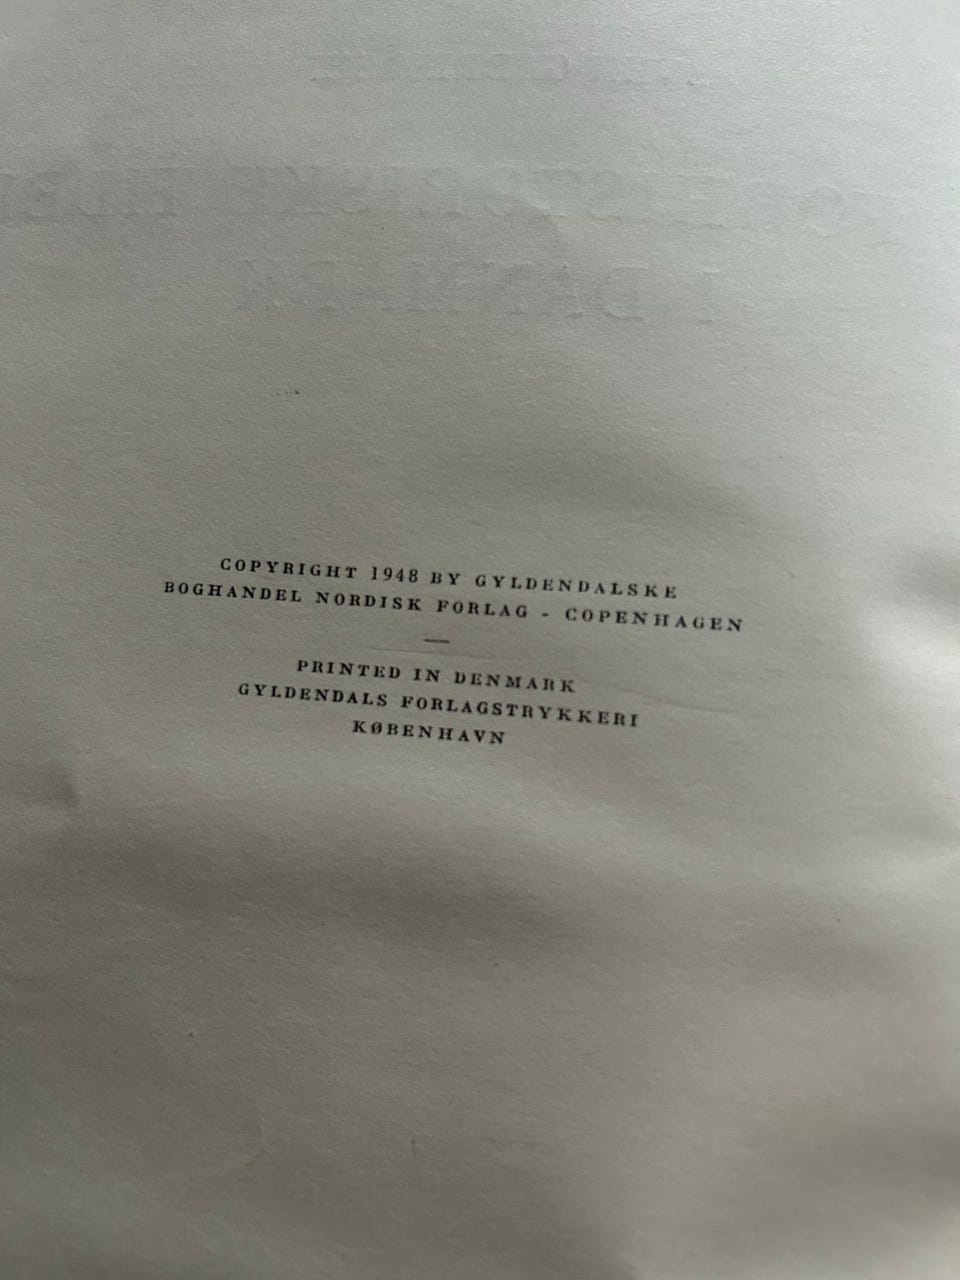 COPYRIGHT 1948 BY GYLDENDALSKE
BOGHANDEL NORDISK FORLAG - COPENHAGEN
PRINTED IN DENMARK
GYLDENDALS FORLAGSTRYKKERI
KØBENHAVN